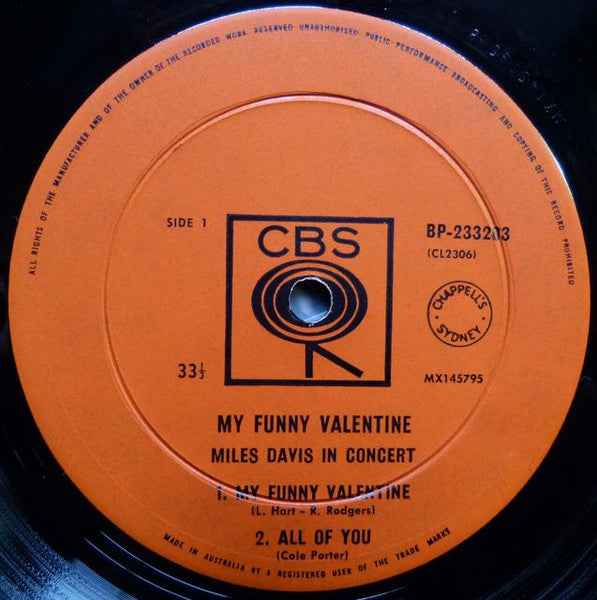 ALL RIGHTS OF THE MANUFACTURER AND OF THE OWNER OF THE RECORDED WORK RESERVED UNAUTHORISED PUBLIC PERFORMANCE BROADCASTING AND COPYING OF THIS RECORD PROHIBITED
SIDE 1
CBS
BP-233203
(CL2306)
CHAPPELL'S
SYDNEY
33⅓
MX145795
MY FUNNY VALENTINE
MILES DAVIS IN CONCERT
1. MY FUNNY VALENTINE
(L. Hart - R. Rodgers)
2. ALL OF YOU
(Cole Porter)
MADE IN AUSTRALIA BY A REGISTERED USER OF THE TRADE MARKS